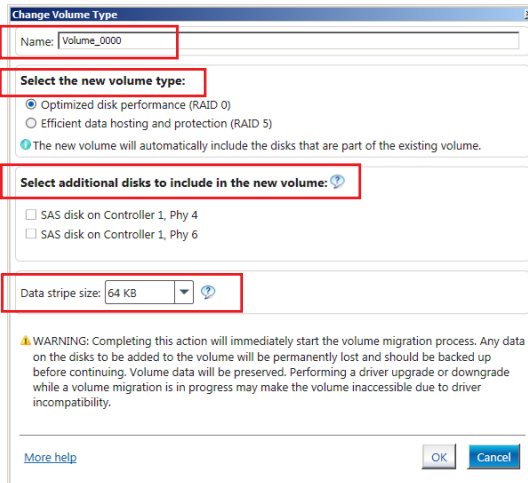 Change Volume Type
Name: Volume_0000
Select the new volume type:
Optimized disk performance (RAID 0)
Efficient data hosting and protection (RAID 5)
The new volume will automatically include the disks that are part of the existing volume.
Select additional disks to include in the new volume:
SAS disk on Controller 1, Phy 4
SAS disk on Controller 1, Phy 6
Data stripe size: 64 KB
WARNING: Completing this action will immediately start the volume migration process. Any data
on the disks to be added to the volume will be permanently lost and should be backed up
before continuing. Volume data will be preserved. Performing a driver upgrade or downgrade
while a volume migration is in progress may make the volume inaccessible due to driver
incompatibility.
More help
OK
Cancel